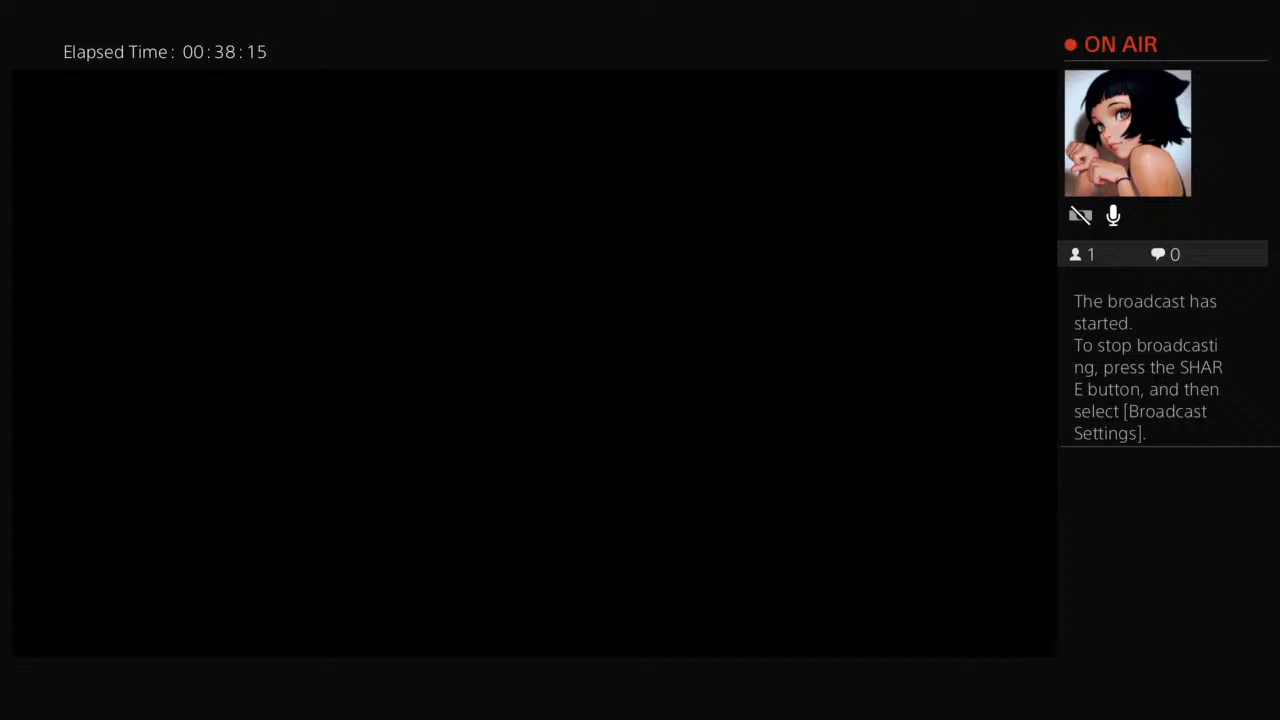 Elapsed Time: 00:38:15
ON AIR
1 0
The broadcast has
started.
To stop broadcasti
ng, press the SHAR
E button, and then
select [Broadcast
Settings].